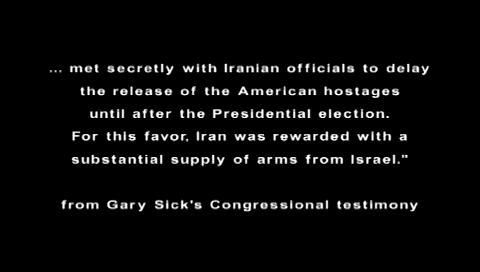 ... met secretly with Iranian officials to delay
the release of the American hostages
until after the Presidential election.
For this favor, Iran was rewarded with a
substantial supply of arms from Israel."
from Gary Sick's Congressional testimony